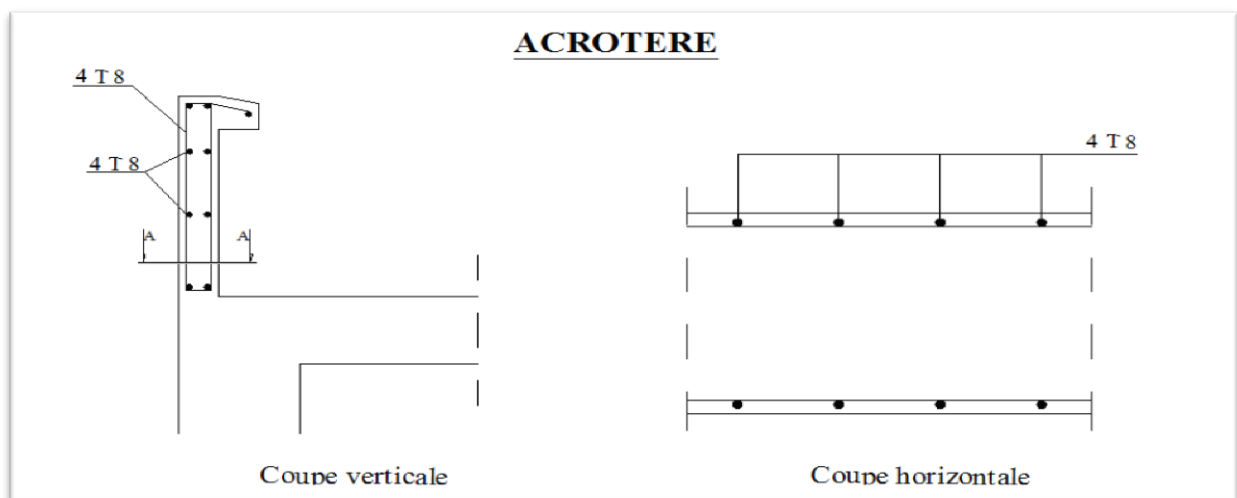 ACROTERE
4 T 8
4 T 8
A A
4 T 8
Coupe verticale
Coupe horizontale